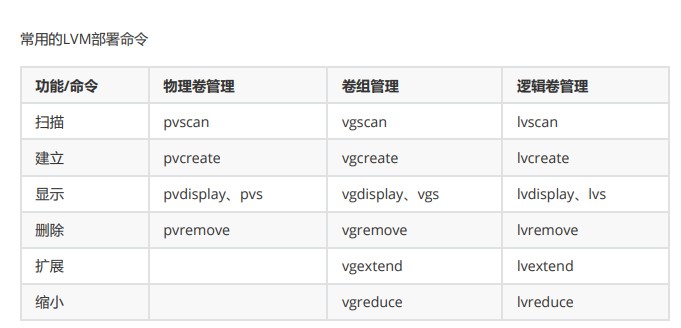 常用的LVM部署命令
功能/命令 物理卷管理 卷组管理 逻辑卷管理
扫描 pvscan vgscan lvscan
建立 pvcreate vgcreate lvcreate
显示 pvdisplay、pvs vgdisplay、vgs lvdisplay、lvs
删除 pvremove vgremove lvremove
扩展 vgextend lvextend
缩小 vgreduce lvreduce